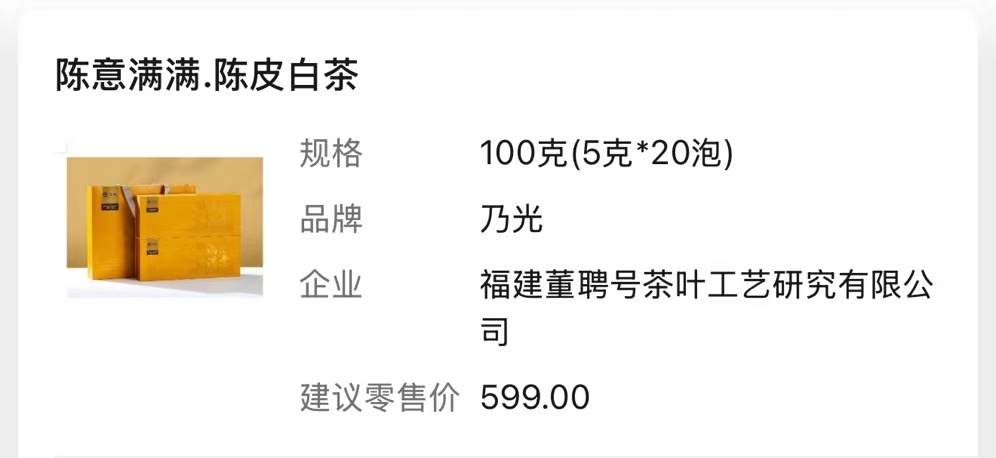 陈意满满.陈皮白茶
规格 100克(5克*20泡)
品牌 乃光
企业 福建董聘号茶叶工艺研究有限公
司
建议零售价 599.00